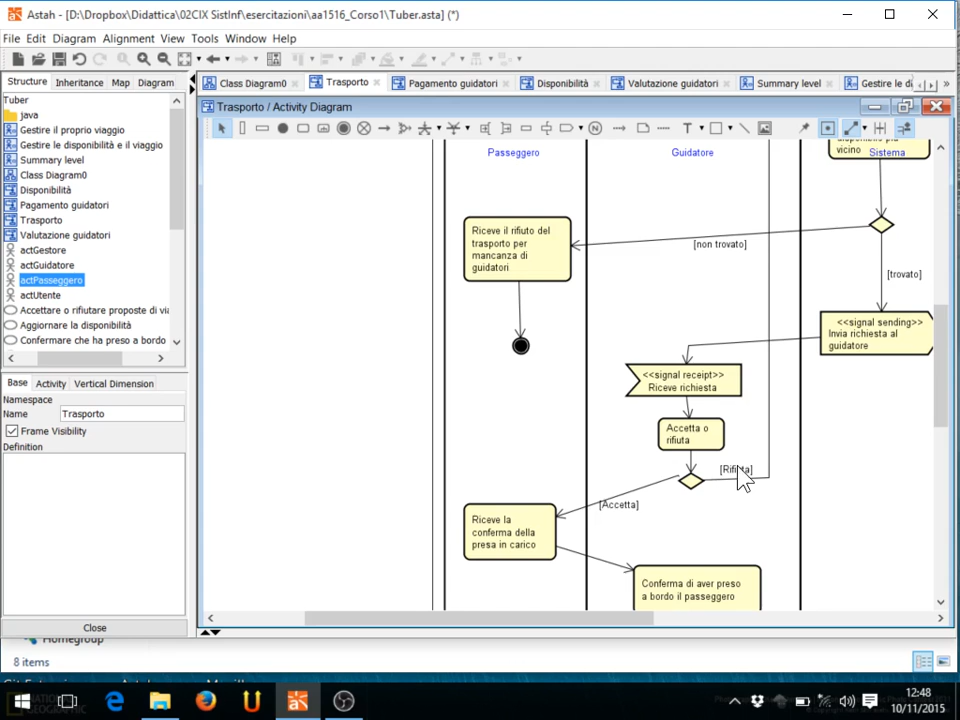 Astah - [D:\Dropbox\Didattica\02CIX SistInf\esercitazioni\aa1516_Corso1\Tuber.asta] (*)
File Edit Diagram Alignment View Tools Window Help
Structure Inheritance Map Diagram
Class Diagram0 Trasporto Pagamento guidatori Disponibilità Valutazione guidatori Summary level Gestire le di
Trasporto / Activity Diagram
Tuber
java
Gestire il proprio viaggio
Gestire le disponibilità e il viaggio
Summary level
Class Diagram0
Disponibilità
Pagamento guidatori
Trasporto
Valutazione guidatori
actGestore
actGuidatore
actPasseggero
actUtente
Accettare o rifiutare proposte di via
Aggiornare la disponibilità
Confermare che ha preso a bordo
Base Activity Vertical Dimension
Namespace
Name Trasporto
Frame Visibility
Definition
Close
Passeggero
Guidatore
vicino
Sistema
Riceve il rifiuto del
trasporto per
mancanza di
guidatori
[non trovato]
[trovato]
<<signal sending>>
Invia richiesta al
guidatore
<<signal receipt>>
Riceve richiesta
Accetta o
rifiuta
[Rifiuta]
[Accetta]
Riceve la
conferma della
presa in carico
Conferma di aver preso
a bordo il passeggero
Homegroup
8 items
12:48
10/11/2015